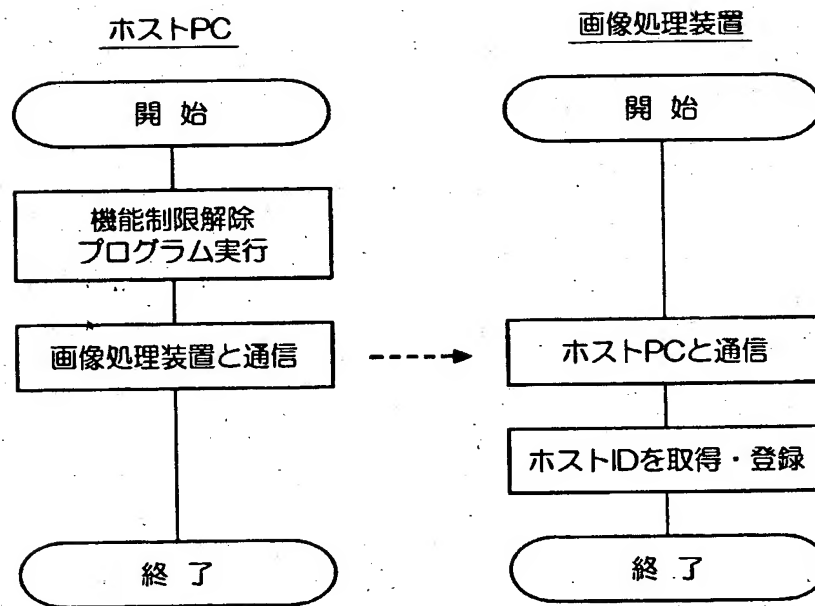 ホストPC
開 始
機能制限解除
プログラム実行
画像処理装置と通信
終 了
画像処理装置
開 始
ホストPCと通信
ホストIDを取得・登録
終 了